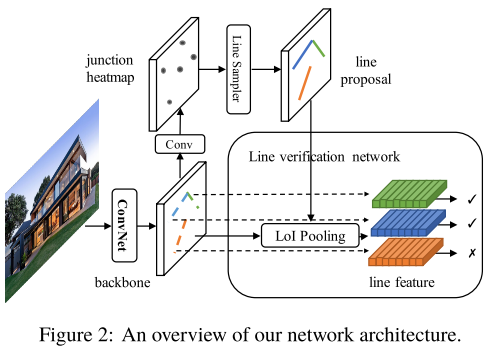 junction
heatmap
Line Sampler
line
proposal
Conv
Line verification network
ConvNet
LoI Pooling
backbone
line feature
✓
✓
✗
Figure 2: An overview of our network architecture.